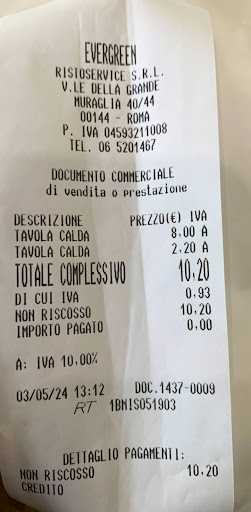 EVERGREEN
RISTOSERVICE S.R.L.
V.LE DELLA GRANDE
MURAGLIA 40/44
00144 - ROMA
P. IVA 04593211008
TEL. 06 5201467
DOCUMENTO COMMERCIALE
di vendita o prestazione
DESCRIZIONE PREZZO(€) IVA
TAVOLA CALDA 8,00 A
TAVOLA CALDA 2,20 A
TOTALE COMPLESSIVO 10,20
DI CUI IVA 0,93
NON RISCOSSO 10,20
IMPORTO PAGATO 0,00
A: IVA 10,00%
03/05/24 13:12 DOC.1437-0009
RT 1BMIS051903
DETTAGLIO PAGAMENTI:
NON RISCOSSO 10,20
CREDITO